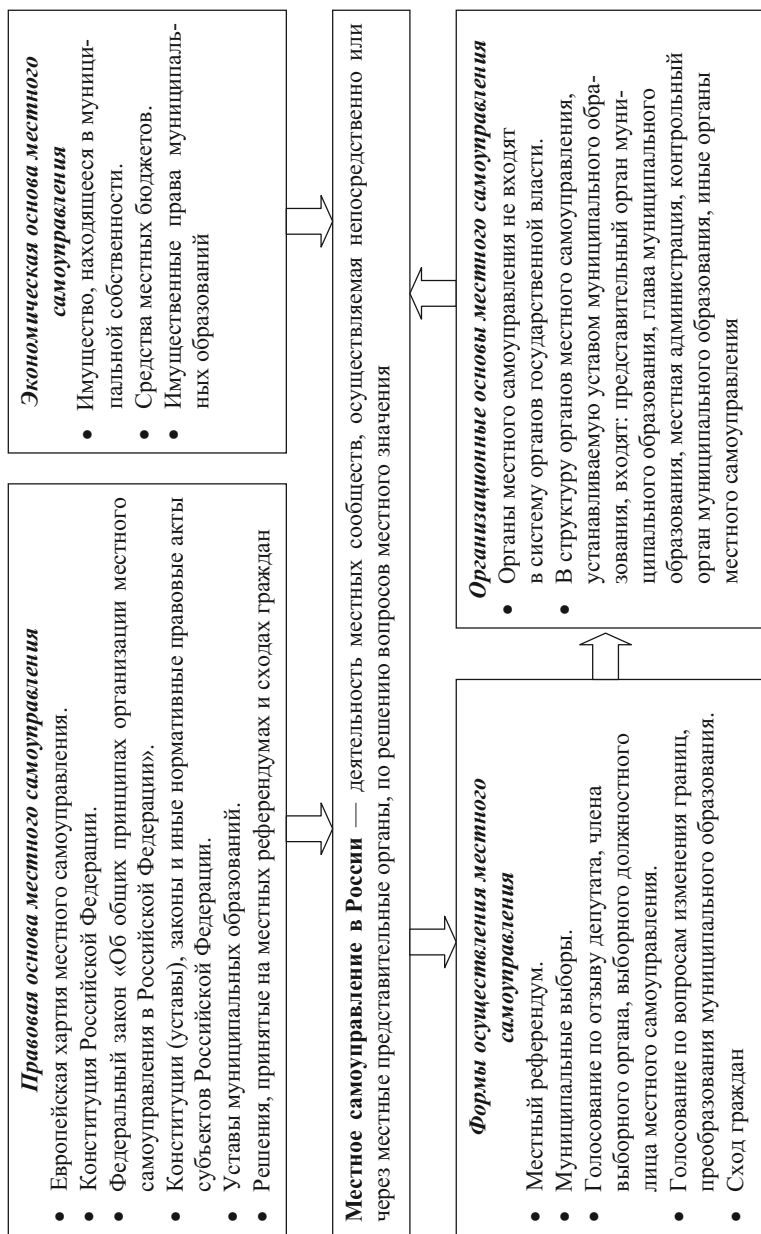 Правовая основа местного самоуправления
• Европейская хартия местного самоуправления.
• Конституция Российской Федерации.
• Федеральный закон «Об общих принципах организации местного
самоуправления в Российской Федерации».
• Конституции (уставы), законы и иные нормативные правовые акты
субъектов Российской Федерации.
• Уставы муниципальных образований.
• Решения, принятые на местных референдумах и сходах граждан
Экономическая основа местного
самоуправления
• Имущество, находящееся в муници-
пальной собственности.
• Средства местных бюджетов.
• Имущественные права муниципаль-
ных образований
Местное самоуправление в России — деятельность местных сообществ, осуществляемая непосредственно или
через местные представительные органы, по решению вопросов местного значения
Формы осуществления местного
самоуправления
• Местный референдум.
• Муниципальные выборы.
• Голосование по отзыву депутата, члена
выборного органа, выборного должностного
лица местного самоуправления.
• Голосование по вопросам изменения границ,
преобразования муниципального образования.
• Сход граждан
Организационные основы местного самоуправления
• Органы местного самоуправления не входят
в систему органов государственной власти.
• В структуру органов местного самоуправления,
устанавливаемую уставом муниципального обра-
зования, входят: представительный орган муни-
ципального образования, глава муниципального
образования, местная администрация, контрольный
орган муниципального образования, иные органы
местного самоуправления